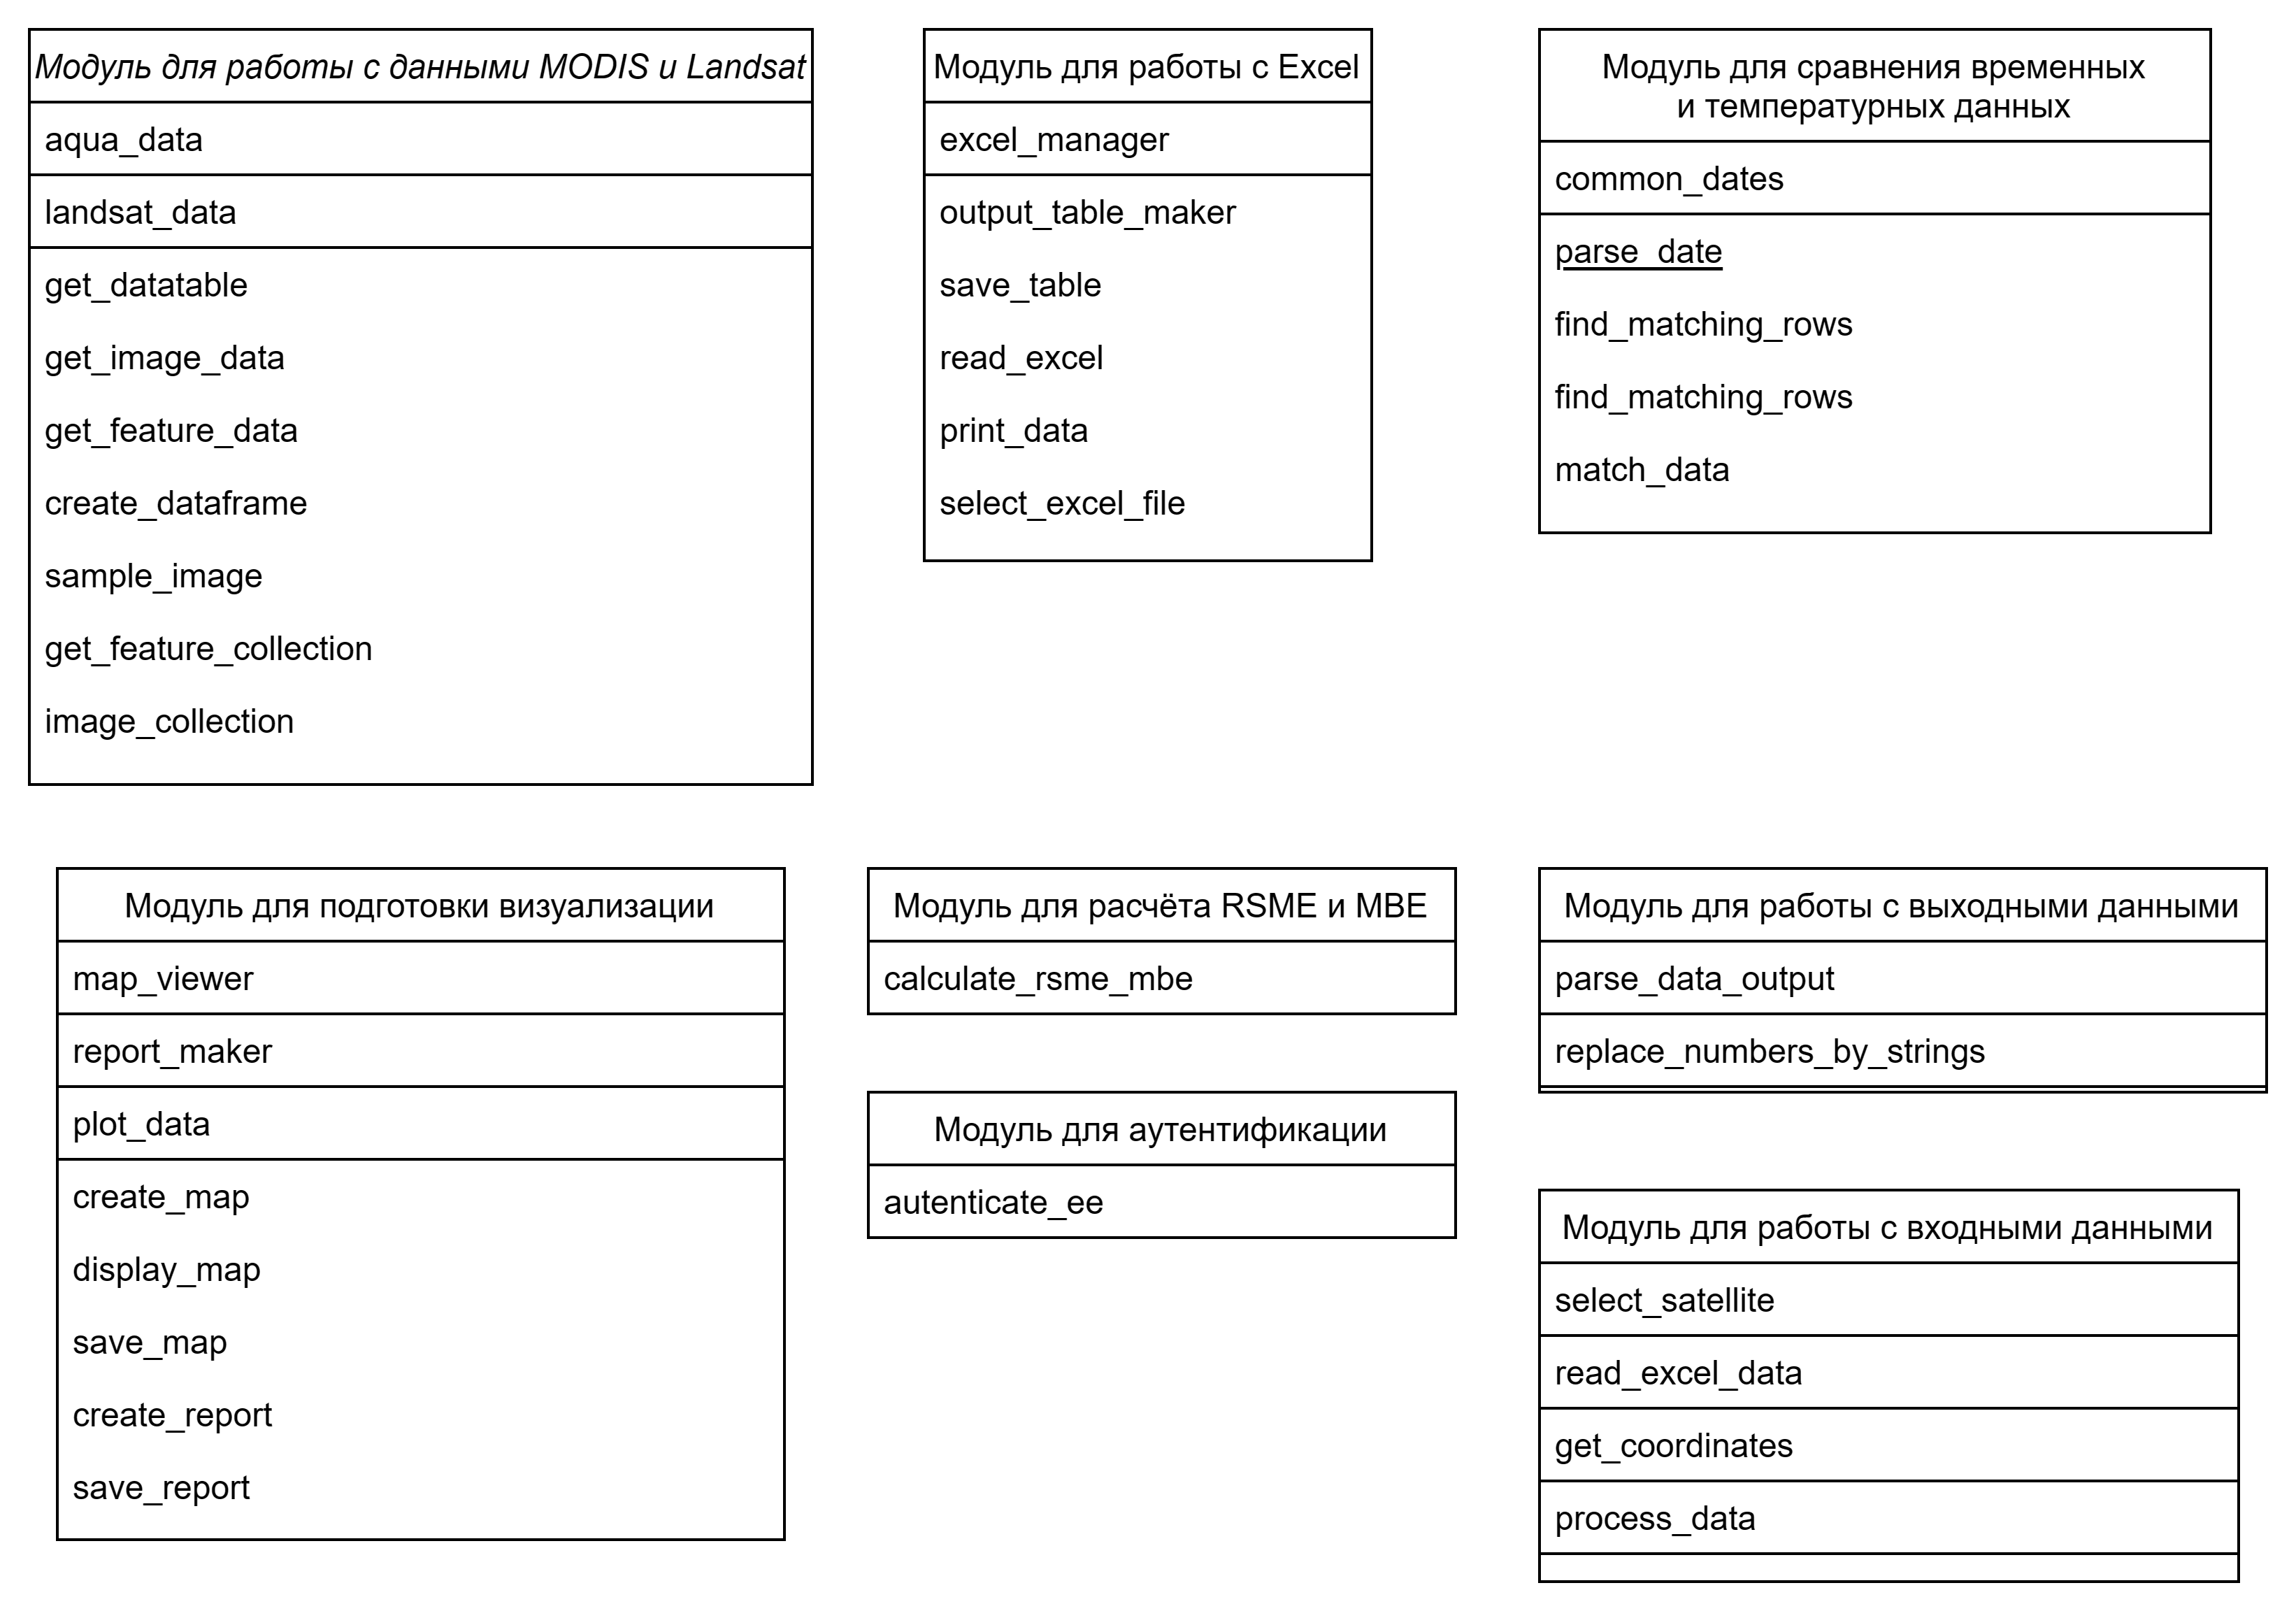 Модуль для работы с данными MODIS и Landsat
aqua_data
landsat_data
get_datatable
get_image_data
get_feature_data
create_dataframe
sample_image
get_feature_collection
image_collection
Модуль для работы с Excel
excel_manager
output_table_maker
save_table
read_excel
print_data
select_excel_file
Модуль для сравнения временных
и температурных данных
common_dates
parse_date
find_matching_rows
find_matching_rows
match_data
Модуль для подготовки визуализации
map_viewer
report_maker
plot_data
create_map
display_map
save_map
create_report
save_report
Модуль для расчёта RSME и MBE
calculate_rsme_mbe
Модуль для аутентификации
autenticate_ee
Модуль для работы с выходными данными
parse_data_output
replace_numbers_by_strings
Модуль для работы с входными данными
select_satellite
read_excel_data
get_coordinates
process_data